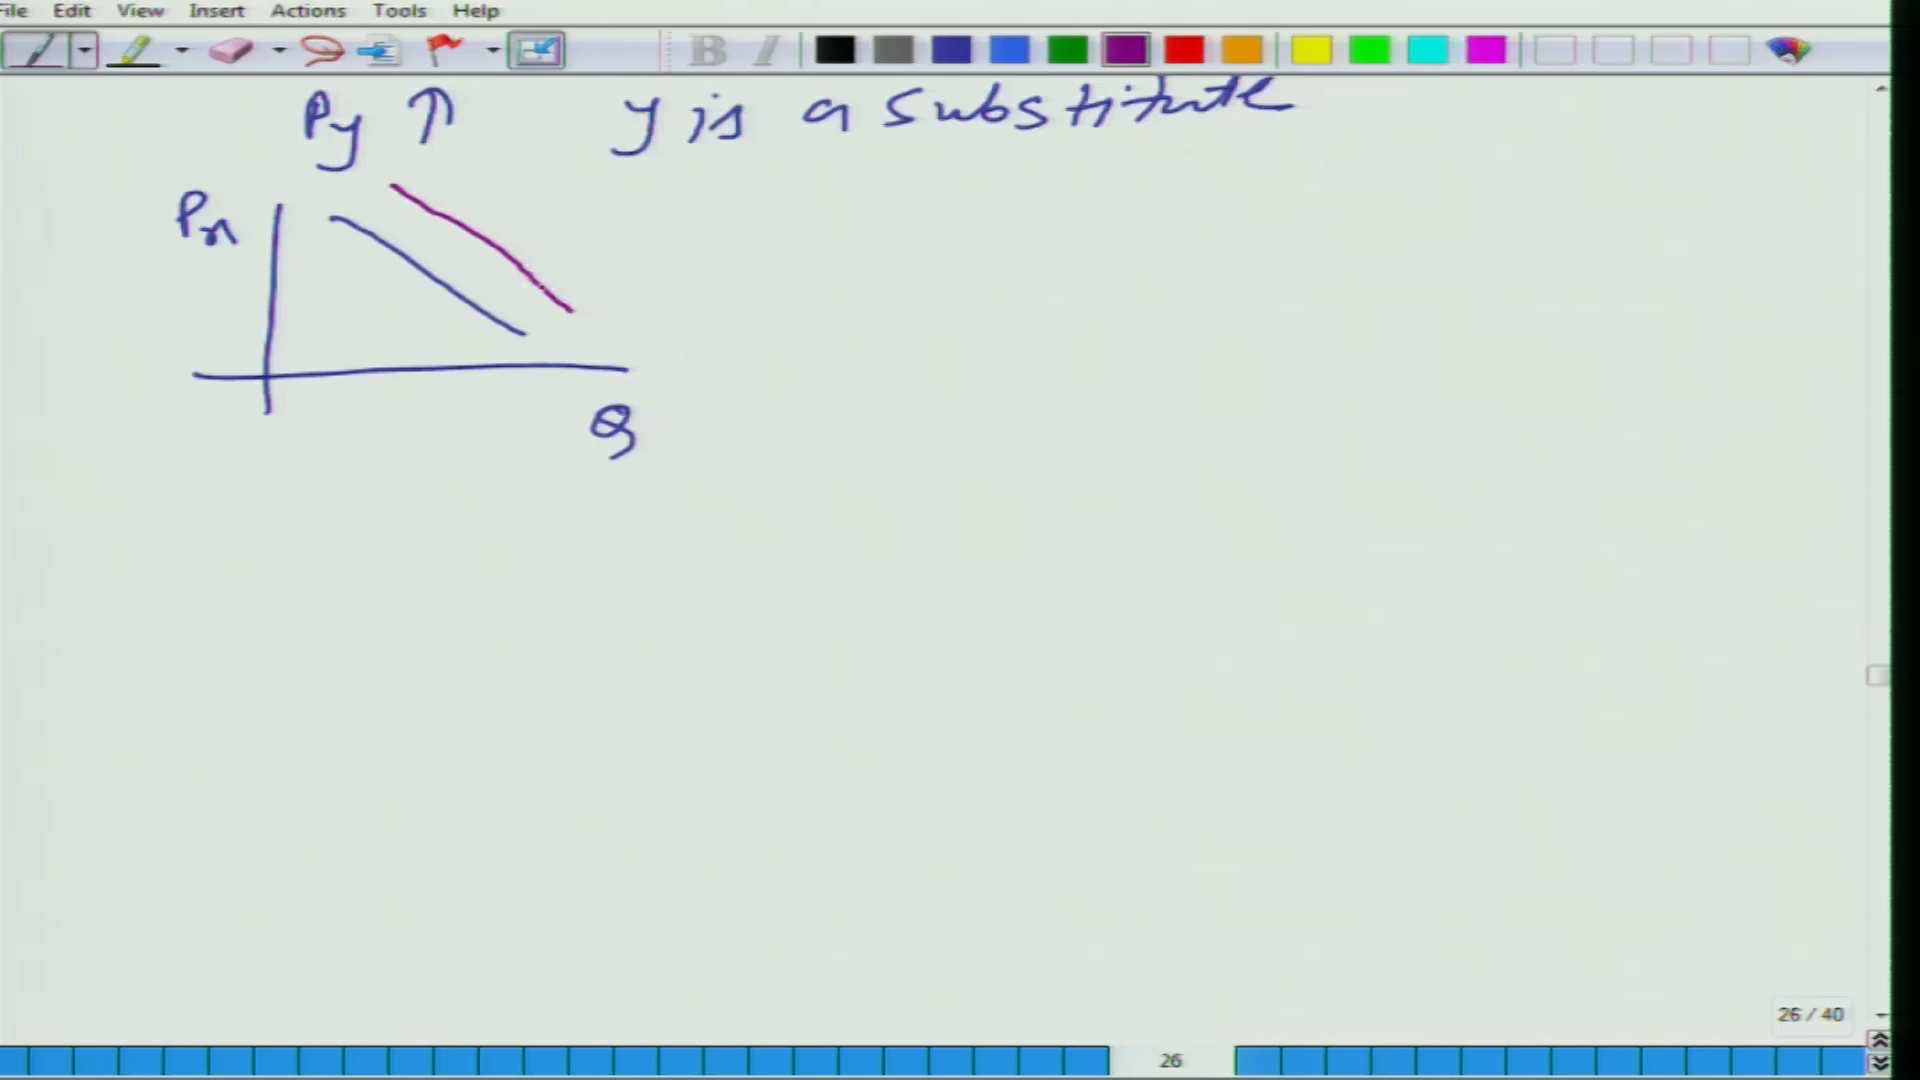 File Edit View Insert Actions Tools Help
B I
Py ↑ y is a substitute
Px
Q
26 / 40
26